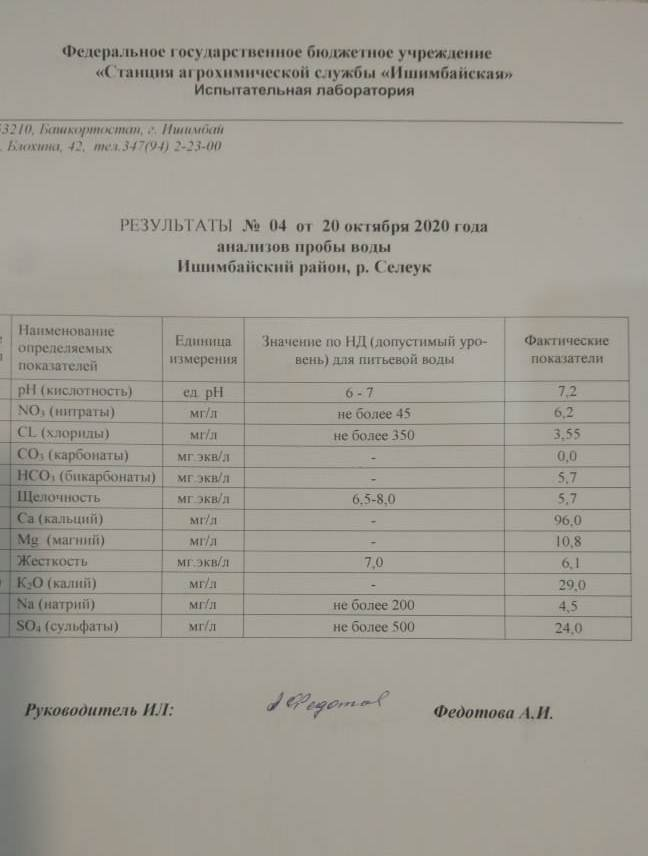 Федеральное государственное бюджетное учреждение
«Станция агрохимической службы «Ишимбайская»
Испытательная лаборатория
53210, Башкортостан, г. Ишимбай
. Блохина, 42, тел.347(94) 2-23-00
РЕЗУЛЬТАТЫ № 04 от 20 октября 2020 года
анализов пробы воды
Ишимбайский район, р. Селеук
Наименование определяемых показателей Единица измерения Значение по НД (допустимый уро-вень) для питьевой воды Фактические показатели
pH (кислотность) ед. pH 6 - 7 7,2
NO₃ (нитраты) мг/л не более 45 6,2
CL (хлориды) мг/л не более 350 3,55
CO₃ (карбонаты) мг.экв/л - 0,0
HCO₃ (бикарбонаты) мг.экв/л - 5,7
Щелочность мг.экв/л 6,5-8,0 5,7
Ca (кальций) мг/л - 96,0
Mg (магний) мг/л - 10,8
Жесткость мг.экв/л 7,0 6,1
K₂O (калий) мг/л - 29,0
Na (натрий) мг/л не более 200 4,5
SO₄ (сульфаты) мг/л не более 500 24,0
Руководитель ИЛ: Федотова А.И.